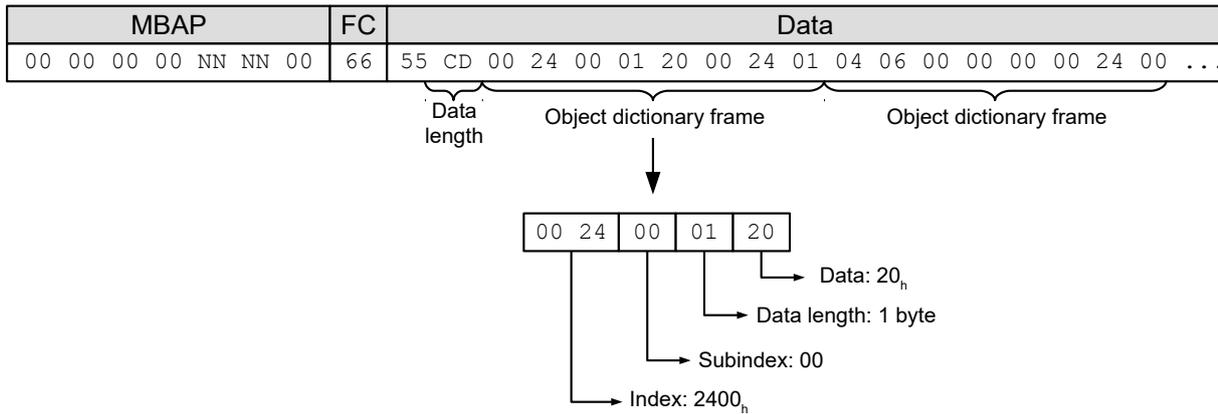 MBAP FC Data
00 00 00 00 NN NN 00 66 55 CD 00 24 00 01 20 00 24 01 04 06 00 00 00 00 24 00 ...
Data
length
Object dictionary frame Object dictionary frame
00 24 00 01 20
Data: 20h
Data length: 1 byte
Subindex: 00
Index: 2400h